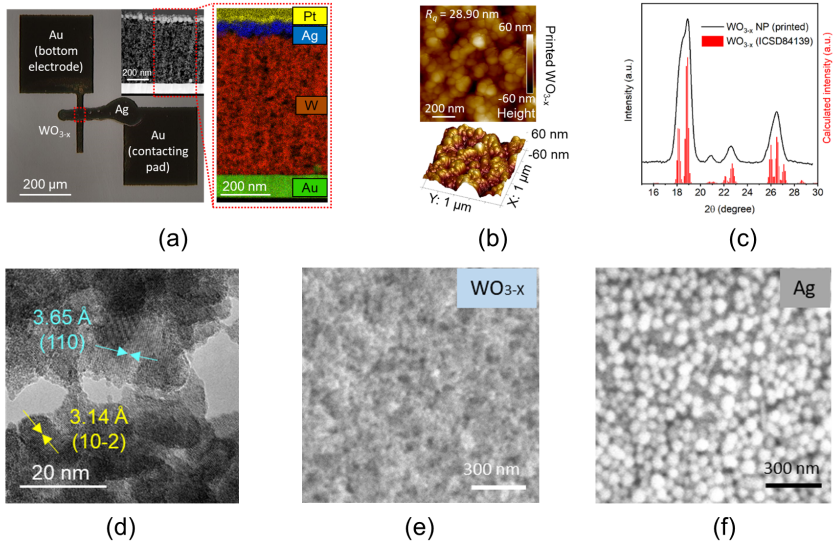 Au
(bottom
electrode)
200 nm
Ag
WO3-x
Au
(contacting
pad)
200 µm
Pt
Ag
W
Au
200 nm
(a)
Rq = 28.90 nm
60 nm
-60 nm
Height
200 nm
Printed WO3-x
60 nm
-60 nm
Y: 1 µm
X: 1 µm
(b)
WO3-x NP (printed)
WO3-x (ICSD84139)
Intensity (a.u.)
Calculated intensity (a.u.)
16 18 20 22 24 26 28 30
2θ (degree)
(c)
3.65 Å
(110)
3.14 Å
(10-2)
20 nm
(d)
WO3-X
300 nm
(e)
Ag
300 nm
(f)